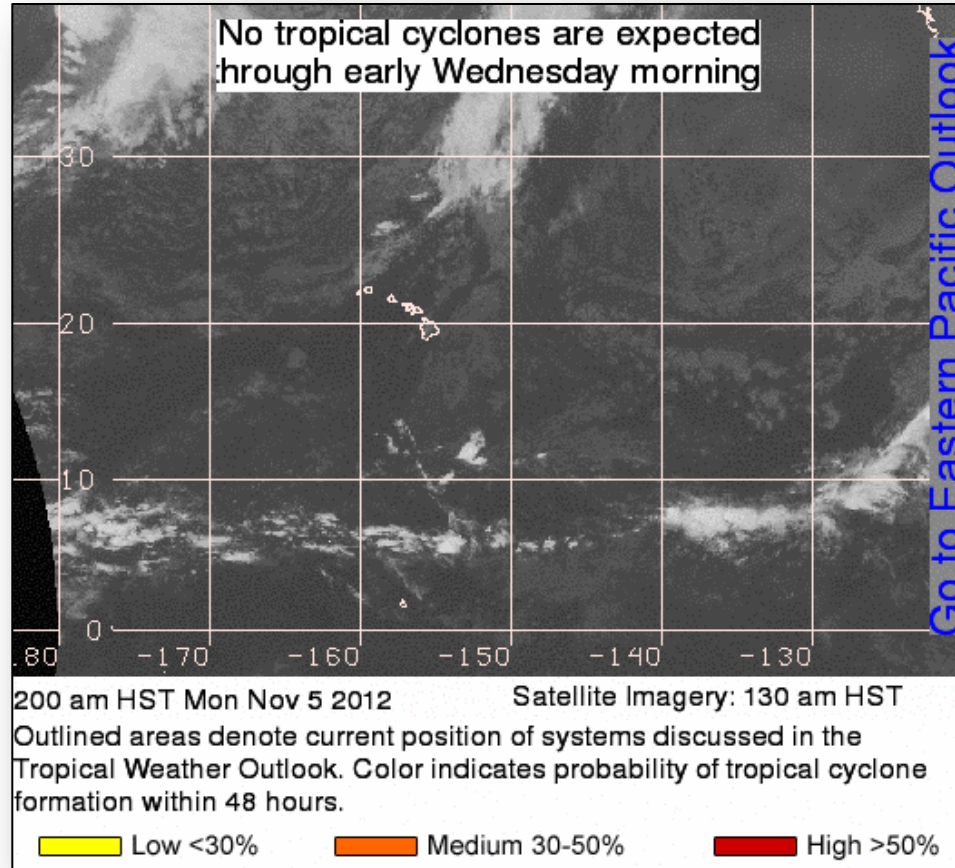 No tropical cyclones are expected
through early Wednesday morning
Go to Eastern Pacific Outlook
30
20
10
0
180 -170 -160 -150 -140 -130
200 am HST Mon Nov 5 2012 Satellite Imagery: 130 am HST
Outlined areas denote current position of systems discussed in the
Tropical Weather Outlook. Color indicates probability of tropical cyclone
formation within 48 hours.
Low <30% Medium 30-50% High >50%